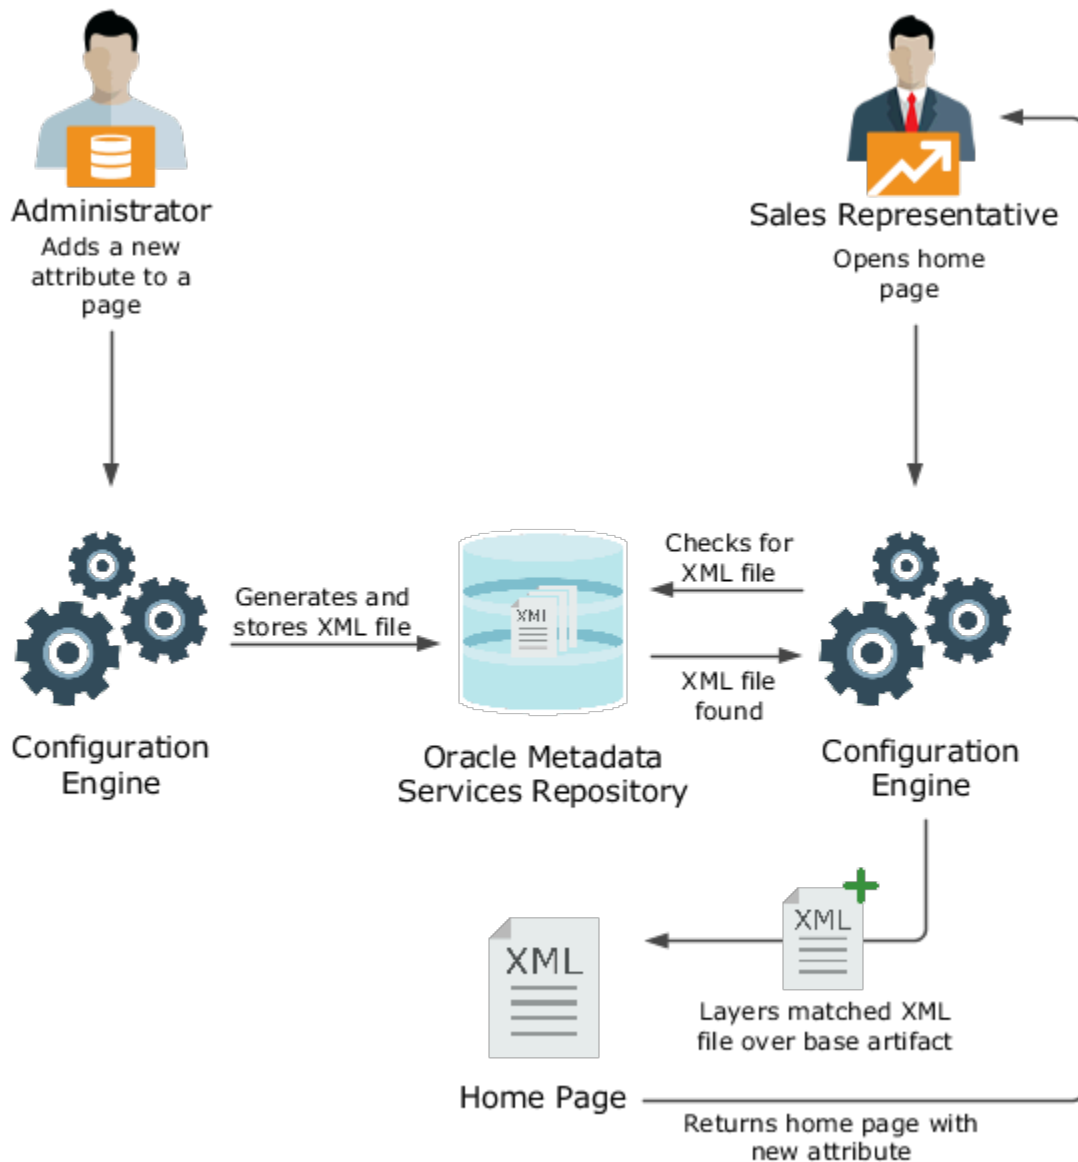 Administrator
Adds a new
attribute to a
page
Sales Representative
Opens home
page
Generates and
stores XML file
XML
Checks for
XML file
XML file
found
Configuration
Engine
Oracle Metadata
Services Repository
Configuration
Engine
XML
XML
Layers matched XML
file over base artifact
Home Page
Returns home page with
new attribute